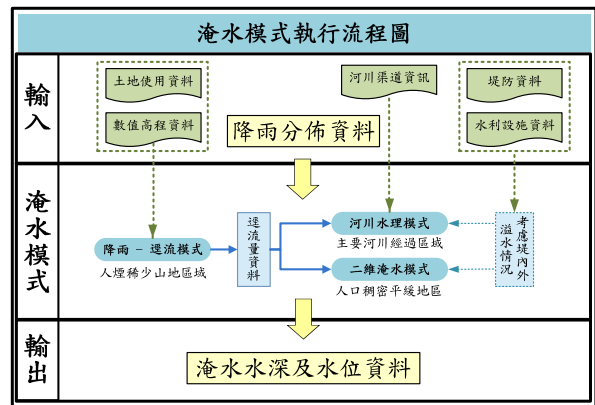 淹水模式執行流程圖
輸入
土地使用資料
數值高程資料
河川渠道資訊
堤防資料
水利設施資料
降雨分佈資料
淹水模式
降雨 – 逕流模式
人煙稀少山地區域
逕流量資料
河川水理模式
主要河川經過區域
二維淹水模式
人口稠密平緩地區
考慮堤內外
溢水情況
輸出
淹水水深及水位資料